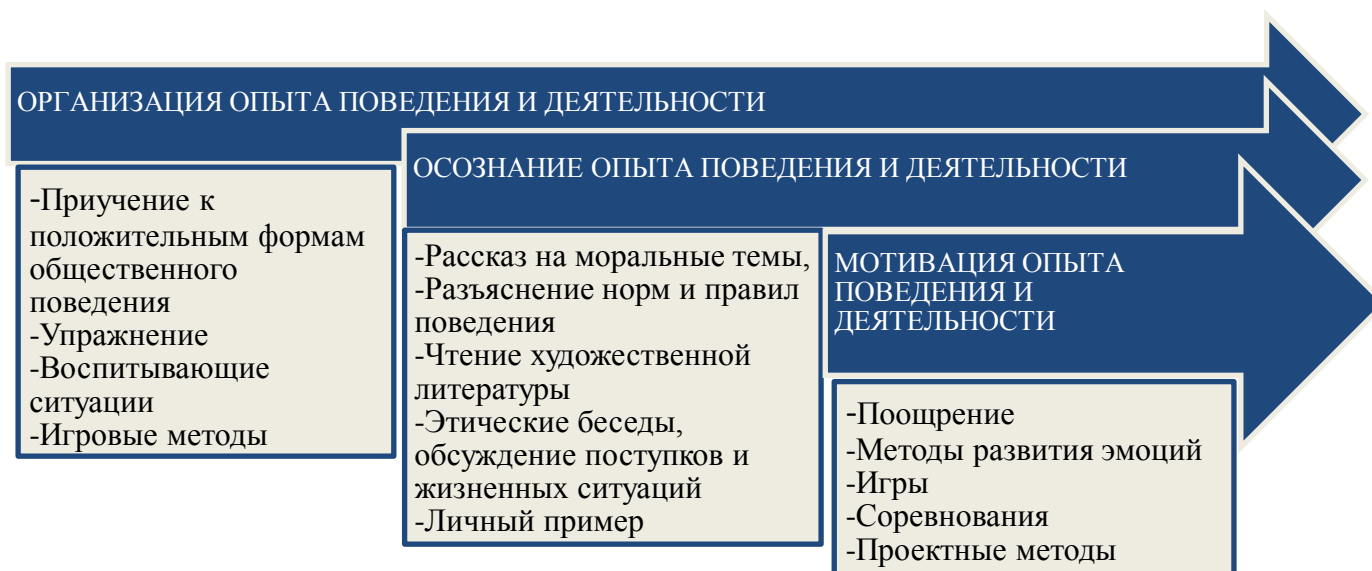 ОРГАНИЗАЦИЯ ОПЫТА ПОВЕДЕНИЯ И ДЕЯТЕЛЬНОСТИ
-Приучение к
положительным формам
общественного
поведения
-Упражнение
-Воспитывающие
ситуации
-Игровые методы
ОСОЗНАНИЕ ОПЫТА ПОВЕДЕНИЯ И ДЕЯТЕЛЬНОСТИ
-Рассказ на моральные темы,
-Разъяснение норм и правил
поведения
-Чтение художественной
литературы
-Этические беседы,
обсуждение поступков и
жизненных ситуаций
-Личный пример
МОТИВАЦИЯ ОПЫТА
ПОВЕДЕНИЯ И
ДЕЯТЕЛЬНОСТИ
-Поощрение
-Методы развития эмоций
-Игры
-Соревнования
-Проектные методы